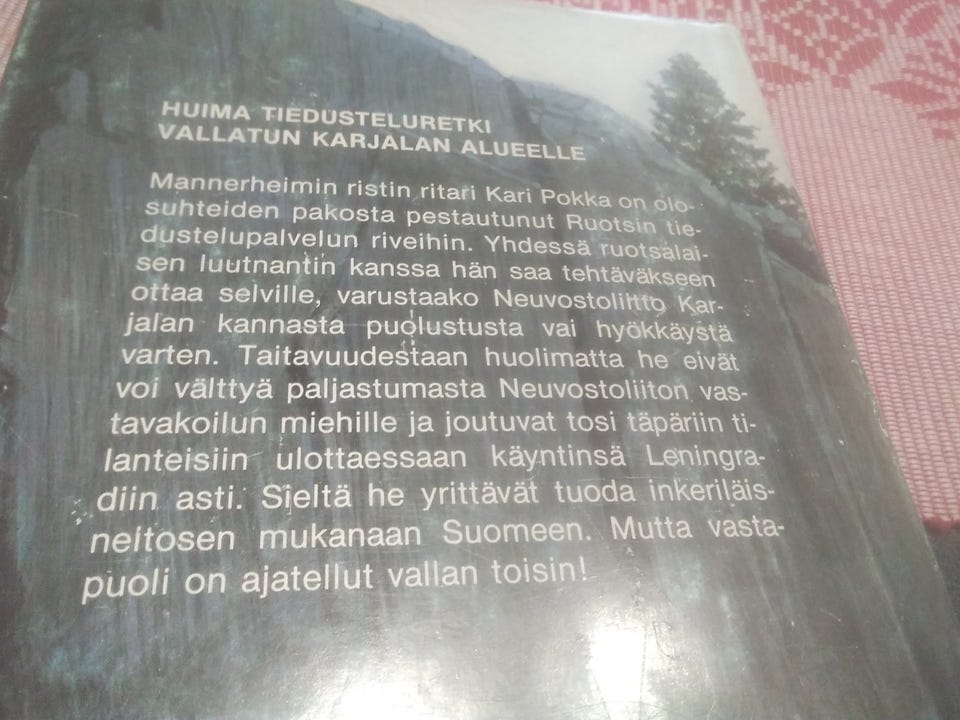 HUIMA TIEDUSTELURETKI
VALLATUN KARJALAN ALUEELLE
Mannerheimin ristin ritari Kari Pokka on olo-
suhteiden pakosta pestautunut Ruotsin tie-
dustelupalvelun riveihin. Yhdessä ruotsalai-
sen luutnantin kanssa hän saa tehtäväkseen
ottaa selville, varustaako Neuvostoliitto Kar-
jalan kannasta puolustusta vai hyökkäystä
varten. Taitavuudestaan huolimatta he eivät
voi välttyä paljastumasta Neuvostoliiton vas-
tavakoilun miehille ja joutuvat tosi täpäriin ti-
lanteisiin ulottaessaan käyntinsä Leningra-
diin asti. Sieltä he yrittävät tuoda inkeriläis-
neitosen mukanaan Suomeen. Mutta vasta-
puoli on ajatellut vallan toisin!